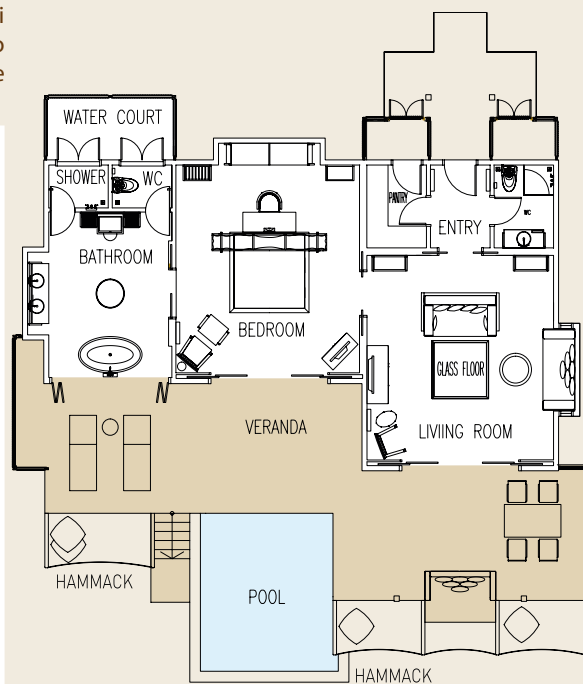 i
o
e
WATER COURT
SHOWER
WC
PANTRY
WC
ENTRY
BATHROOM
BEDROOM
GLASS FLOOR
VERANDA
LIVIING ROOM
HAMMACK
POOL
HAMMACK